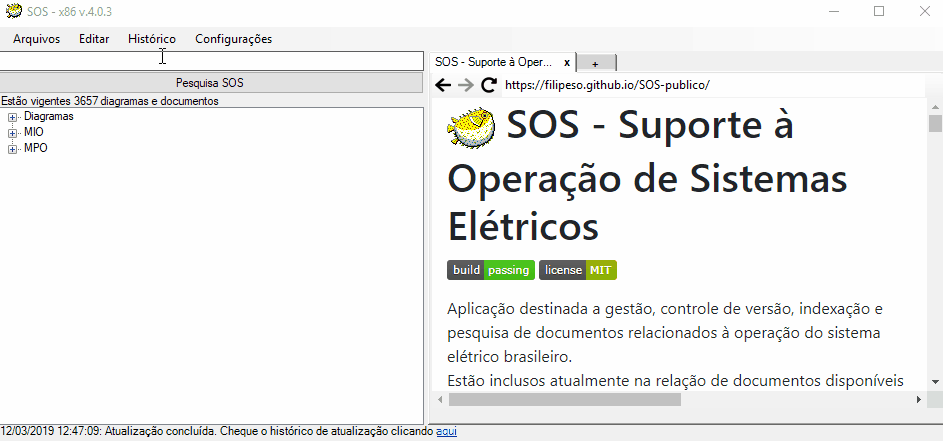 SOS - x86 v.4.0.3
Arquivos Editar Histórico Configurações
Pesquisa SOS
Estão vigentes 3657 diagramas e documentos
Diagramas
MIO
MPO
SOS - Suporte à Oper... x +
https://filipeso.github.io/SOS-publico/
SOS - Suporte à
Operação de Sistemas
Elétricos
build passing license MIT
Aplicação destinada a gestão, controle de versão, indexação e
pesquisa de documentos relacionados à operação do sistema
elétrico brasileiro.
Estão inclusos atualmente na relação de documentos disponíveis
12/03/2019 12:47:09: Atualização concluída. Cheque o histórico de atualização clicando aqui